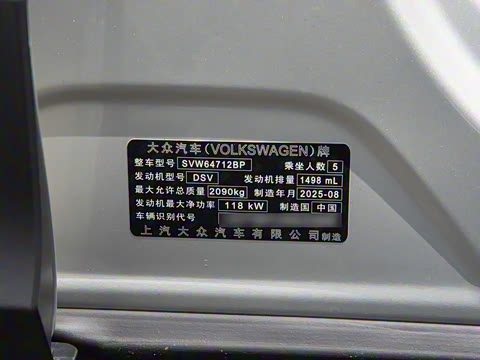 大众汽车(VOLKSWAGEN)牌
整车型号 SVW64712BP 乘坐人数 5
发动机型号 DSV 发动机排量 1498 mL
最大允许总质量 2090kg 制造年月 2025-08
发动机最大净功率 118 kW 制造国 中国
车辆识别代号
上汽大众汽车有限公司制造